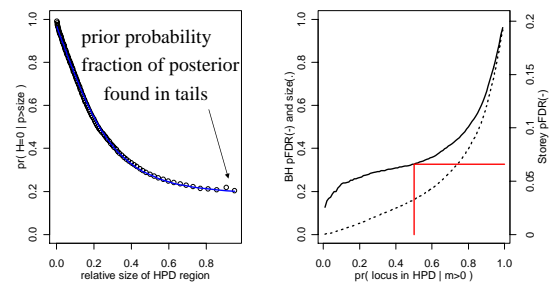 prior probability
fraction of posterior
found in tails
pr( H=0 | p>size )
0.0 0.2 0.4 0.6 0.8 1.0
0.0 0.2 0.4 0.6 0.8
relative size of HPD region
BH pFDR(-) and size(.)
0.0 0.2 0.4 0.6 0.8 1.0
0.0 0.2 0.4 0.6 0.8 1.0
pr( locus in HPD | m>0 )
Storey pFDR(-)
0 0.05 0.1 0.2